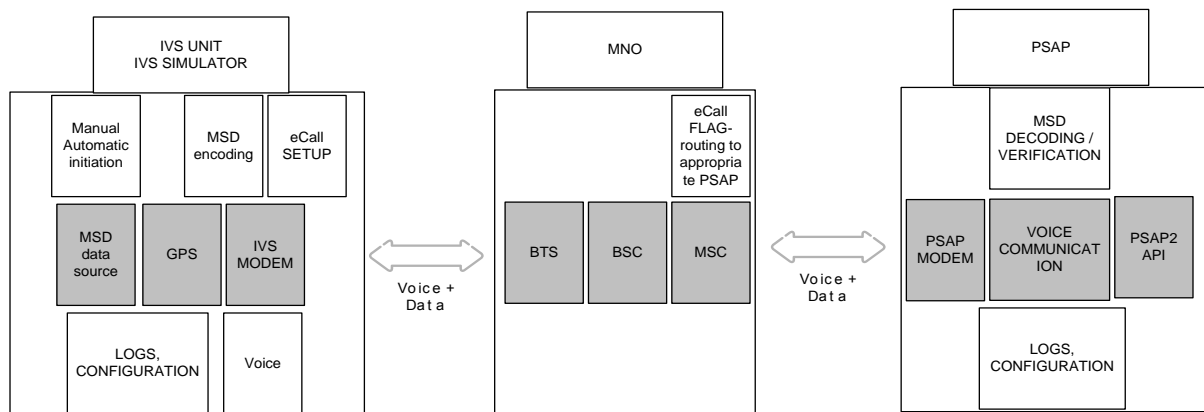 IVS UNIT
IVS SIMULATOR
Manual
Automatic
initiation
MSD
encoding
eCall
SETUP
MSD
data
source
GPS
IVS
MODEM
LOGS,
CONFIGURATION
Voice
Voice +
Data
MNO
eCall
FLAG-
routing to
appropria
te PSAP
BTS
BSC
MSC
Voice +
Data
PSAP
MSD
DECODING /
VERIFICATION
PSAP
MODEM
VOICE
COMMUNICAT
ION
PSAP2
API
LOGS,
CONFIGURATION